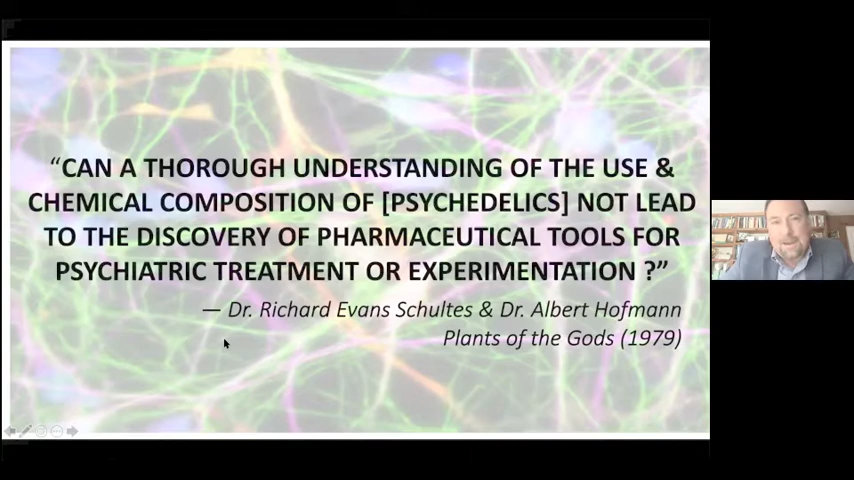 “CAN A THOROUGH UNDERSTANDING OF THE USE &
CHEMICAL COMPOSITION OF [PSYCHEDELICS] NOT LEAD
TO THE DISCOVERY OF PHARMACEUTICAL TOOLS FOR
PSYCHIATRIC TREATMENT OR EXPERIMENTATION ?”
— Dr. Richard Evans Schultes & Dr. Albert Hofmann
Plants of the Gods (1979)